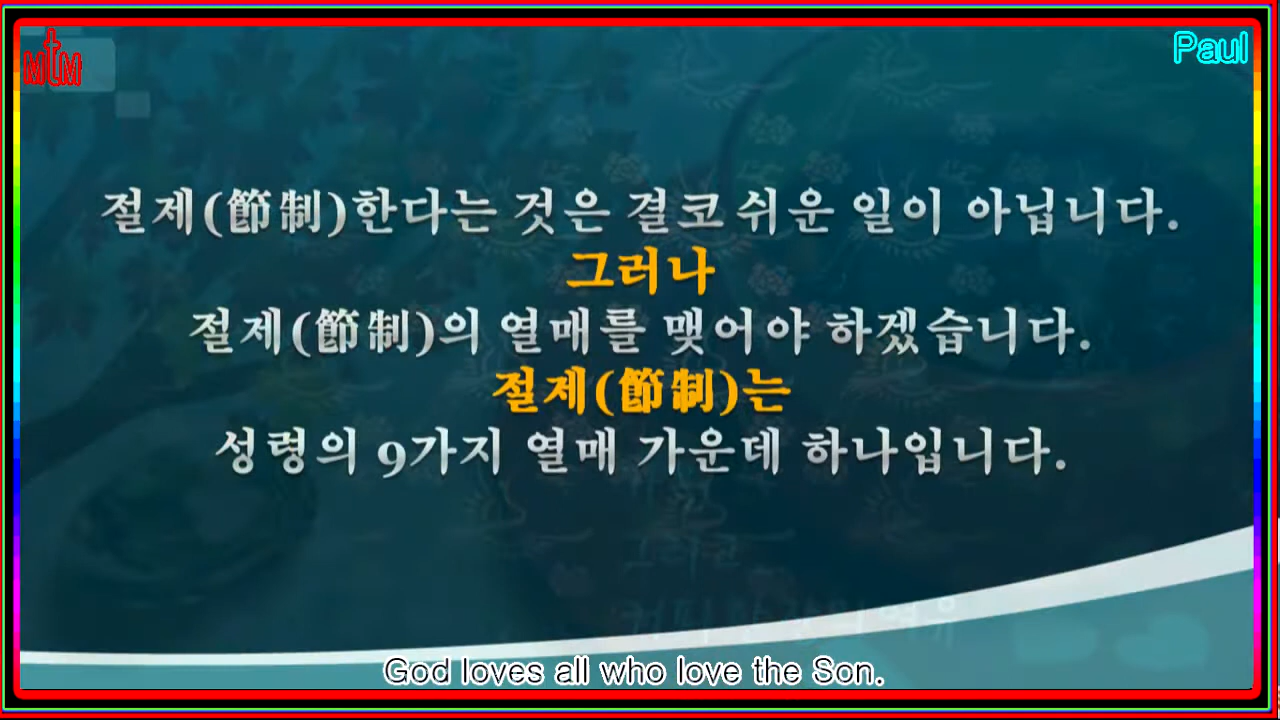 MtM
Paul
절제(節制)한다는 것은 결코 쉬운 일이 아닙니다.
그러나
절제(節制)의 열매를 맺어야 하겠습니다.
절제(節制)는
성령의 9가지 열매 가운데 하나입니다.
God loves all who love the Son.